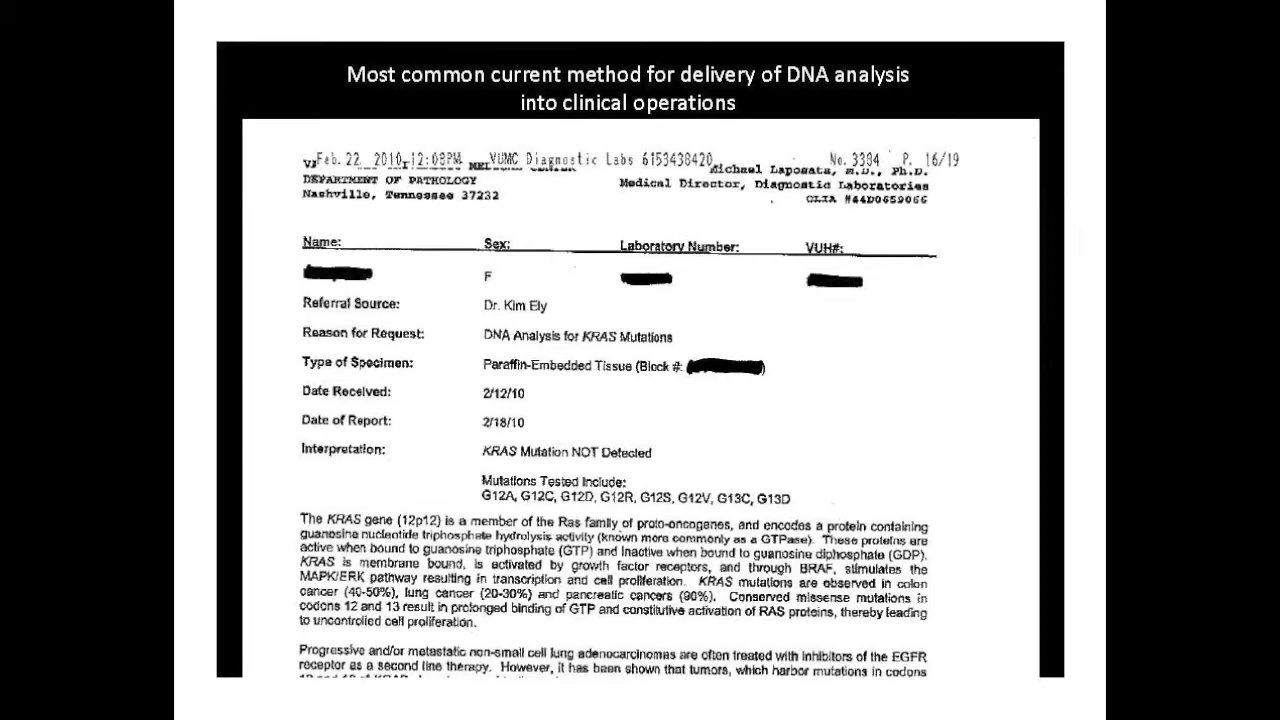 Most common current method for delivery of DNA analysis
into clinical operations
Feb. 22 2010 12:08PM VUMC Diagnostic Labs 6153438420 No. 3384 P. 16/19
Michael Laposata, M.D., Ph.D.
DEPARTMENT OF PATHOLOGY Medical Director, Diagnostic Laboratories
Nashville, Tennessee 37232 CLIA #44D0659066
Name: Sex: Laboratory Number: VUH#:
F
Referral Source: Dr. Kim Ely
Reason for Request: DNA Analysis for KRAS Mutations
Type of Specimen: Paraffin-Embedded Tissue (Block #: )
Date Received: 2/12/10
Date of Report: 2/18/10
Interpretation: KRAS Mutation NOT Detected
Mutations Tested Include:
G12A, G12C, G12D, G12R, G12S, G12V, G13C, G13D
The KRAS gene (12p12) is a member of the Ras family of proto-oncogenes, and encodes a protein containing
guanosine nucleotide triphosphate hydrolysis activity (known more commonly as a GTPase). These proteins are
active when bound to guanosine triphosphate (GTP) and inactive when bound to guanosine diphosphate (GDP).
KRAS is membrane bound, is activated by growth factor receptors, and through BRAF, stimulates the
MAPK/ERK pathway resulting in transcription and cell proliferation. KRAS mutations are observed in colon
cancer (40-50%), lung cancer (20-30%) and pancreatic cancers (90%). Conserved missense mutations in
codons 12 and 13 result in prolonged binding of GTP and constitutive activation of RAS proteins, thereby leading
to uncontrolled cell proliferation.
Progressive and/or metastatic non-small cell lung adenocarcinomas are often treated with inhibitors of the EGFR
receptor as a second line therapy. However, it has been shown that tumors, which harbor mutations in codons